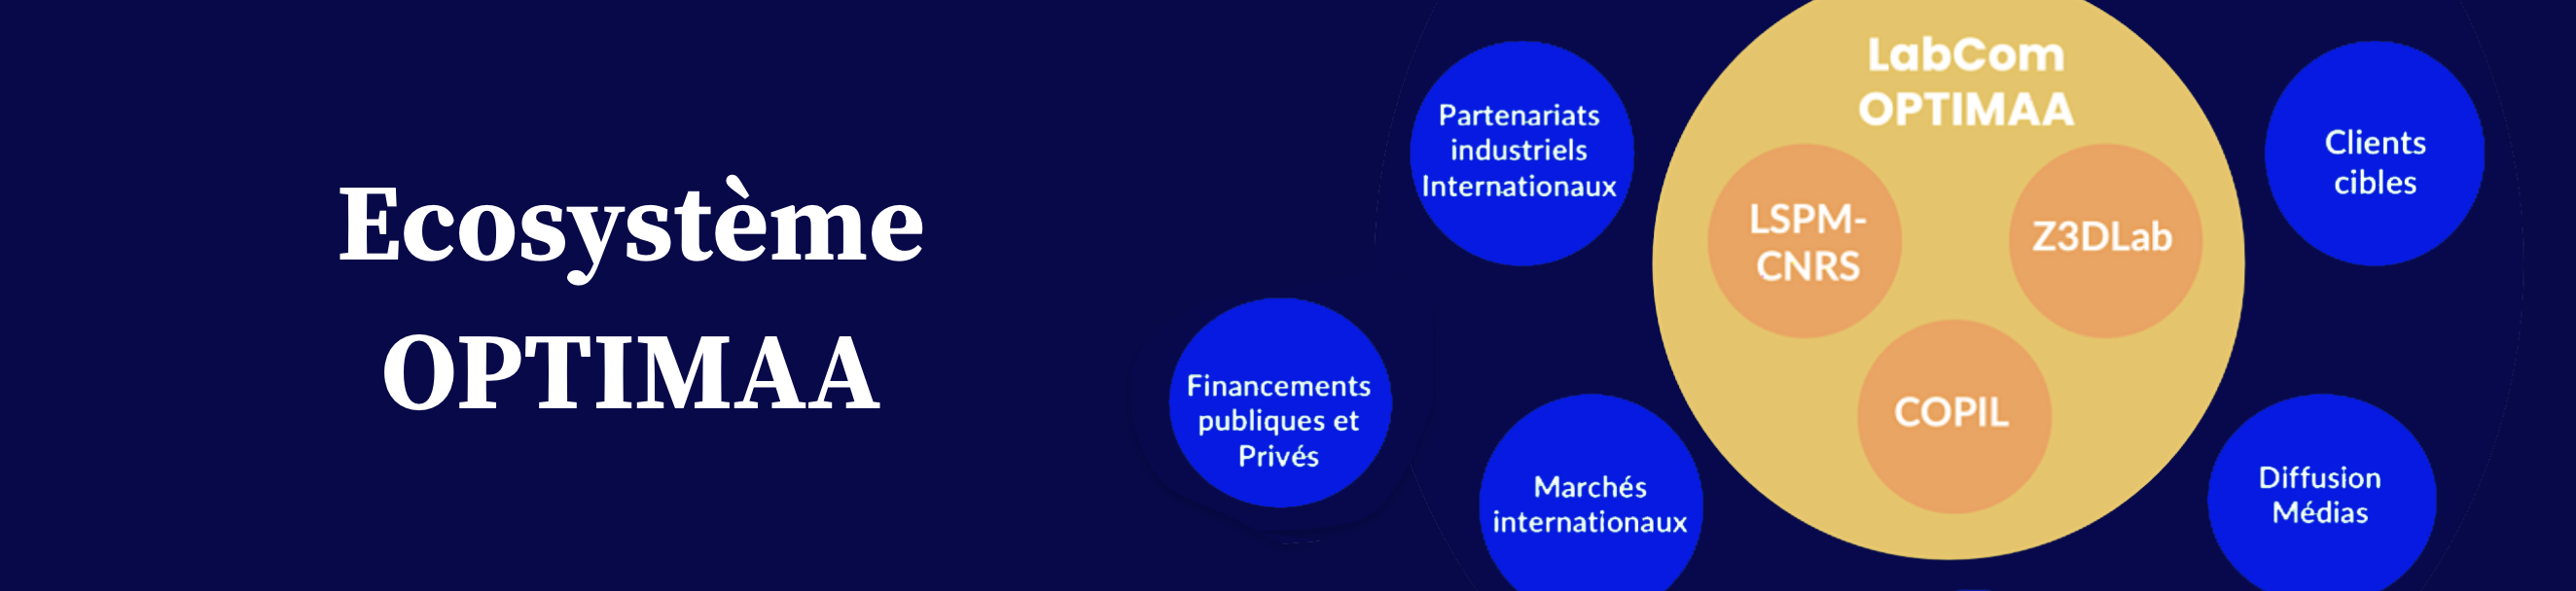 Ecosystème
OPTIMAA
LabCom
OPTIMAA
Partenariats
industriels
Internationaux
LSPM-
CNRS
Z3DLab
COPIL
Clients
cibles
Financements
publiques et
Privés
Marchés
internationaux
Diffusion
Médias